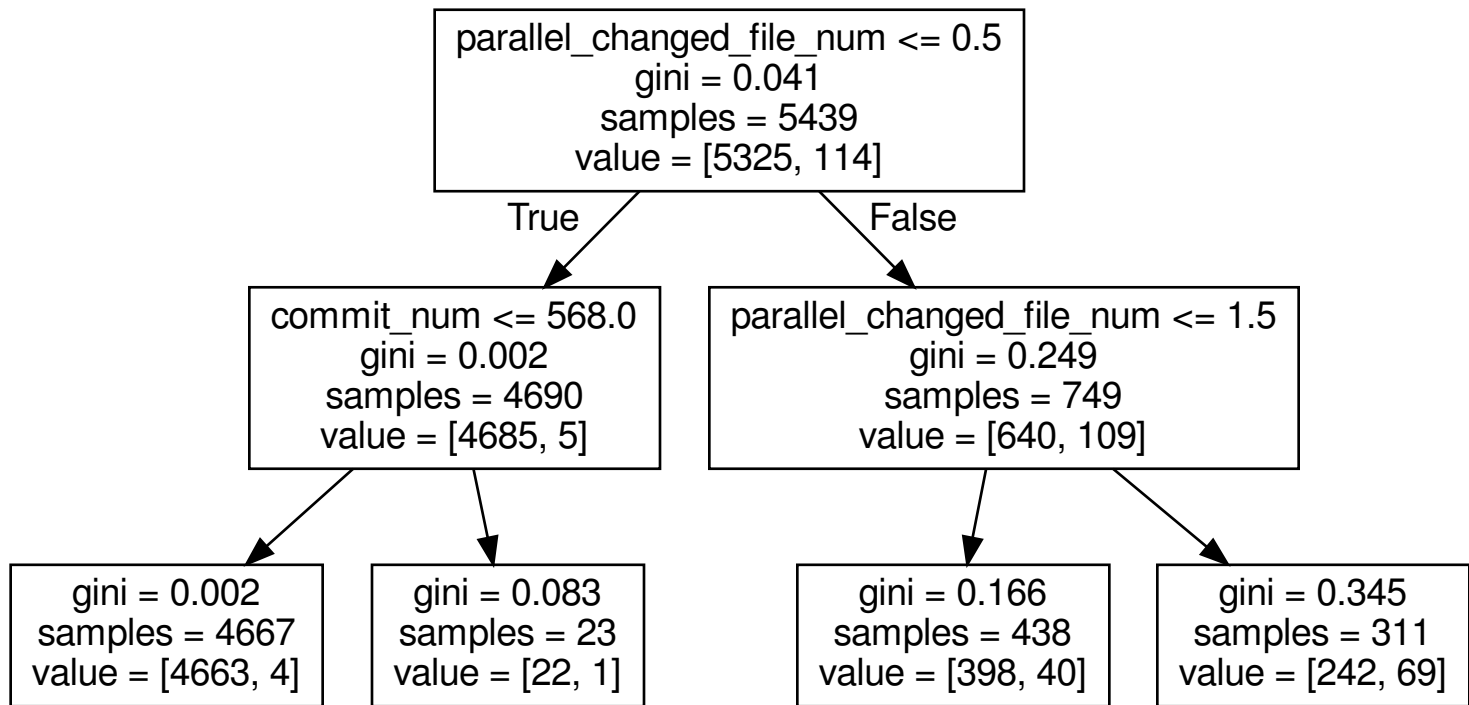 parallel_changed_file_num <= 0.5
gini = 0.041
samples = 5439
value = [5325, 114]
True
False
commit_num <= 568.0
gini = 0.002
samples = 4690
value = [4685, 5]
parallel_changed_file_num <= 1.5
gini = 0.249
samples = 749
value = [640, 109]
gini = 0.002
samples = 4667
value = [4663, 4]
gini = 0.083
samples = 23
value = [22, 1]
gini = 0.166
samples = 438
value = [398, 40]
gini = 0.345
samples = 311
value = [242, 69]